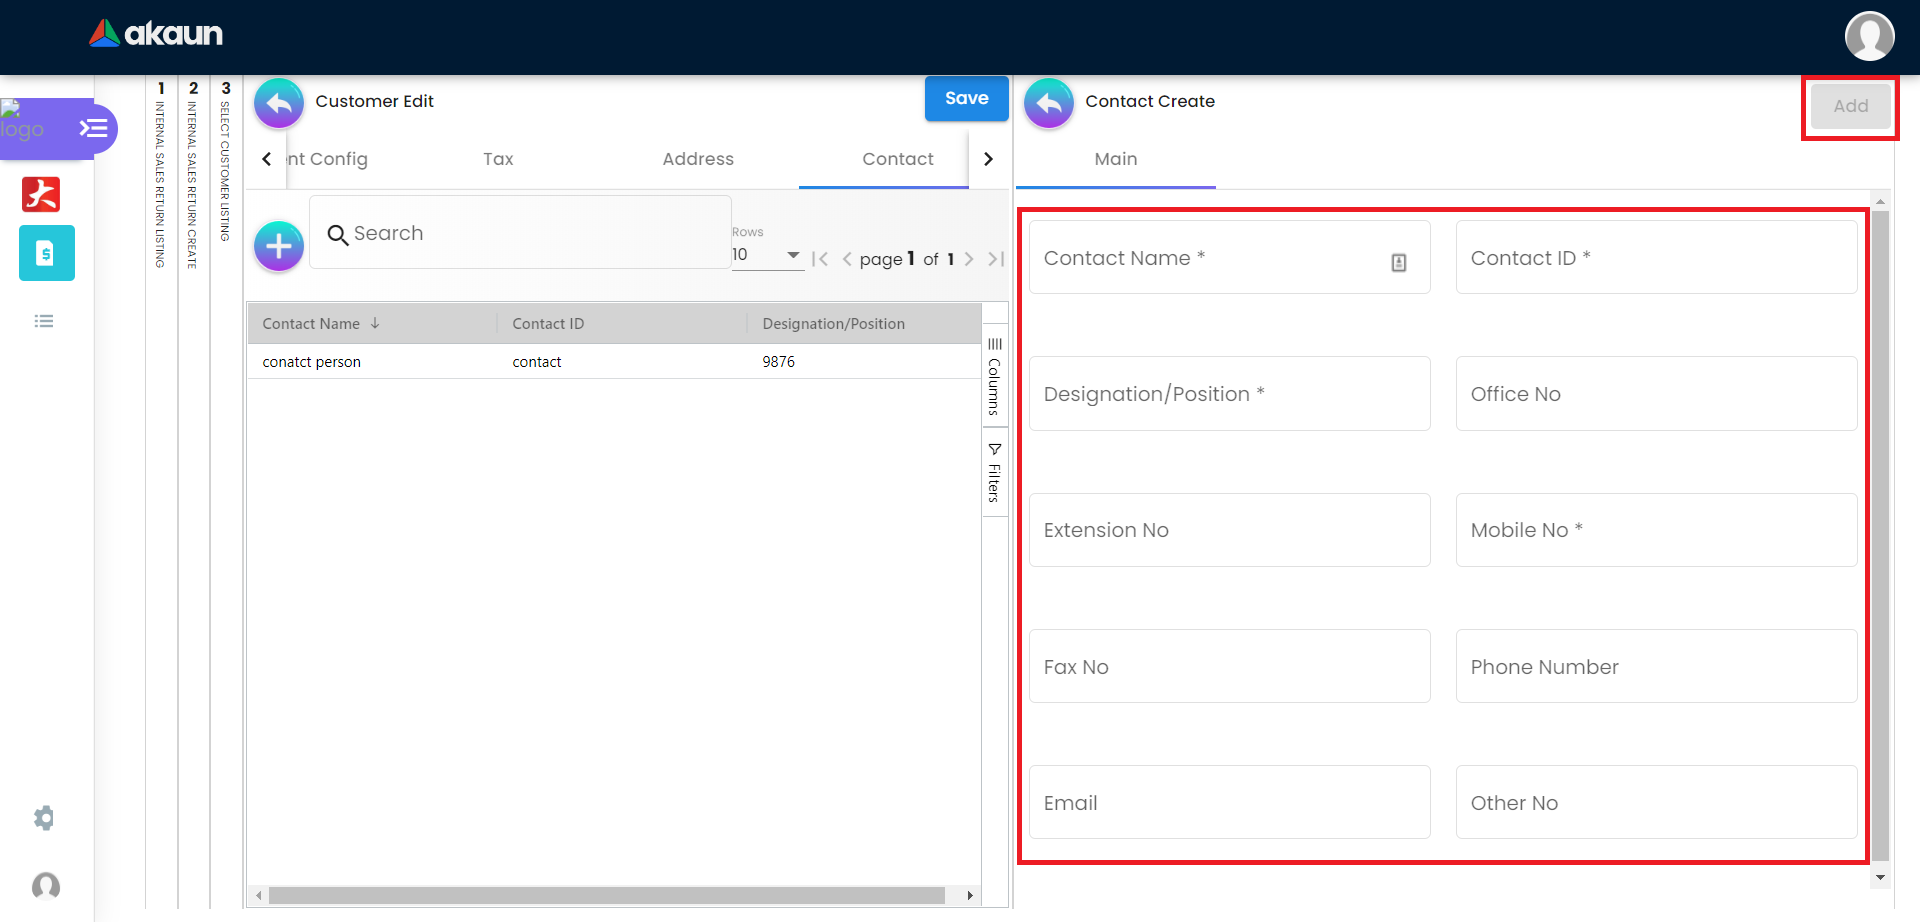 akaun
logo
1 INTERNAL SALES RETURN LISTING
2 INTERNAL SALES RETURN CREATE
3 SELECT CUSTOMER LISTING
Customer Edit
Save
nt Config
Tax
Address
Contact
Search
Rows
10
page 1 of 1
Contact Name
Contact ID
Designation/Position
conatct person
contact
9876
Columns
Filters
Contact Create
Add
Main
Contact Name *
Contact ID *
Designation/Position *
Office No
Extension No
Mobile No *
Fax No
Phone Number
Email
Other No